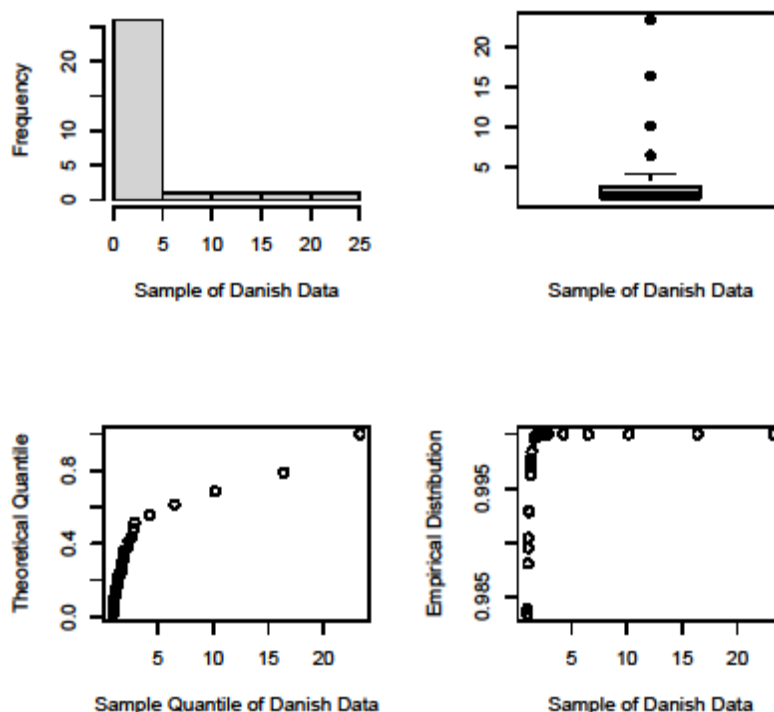 Frequency
0
5
10
20
0 5 10 15 20 25
Sample of Danish Data
5
10
15
20
Sample of Danish Data
Theoretical Quantile
0.0
0.4
0.8
5 10 15 20
Sample Quantile of Danish Data
Empirical Distribution
0.985
0.995
5 10 15 20
Sample of Danish Data